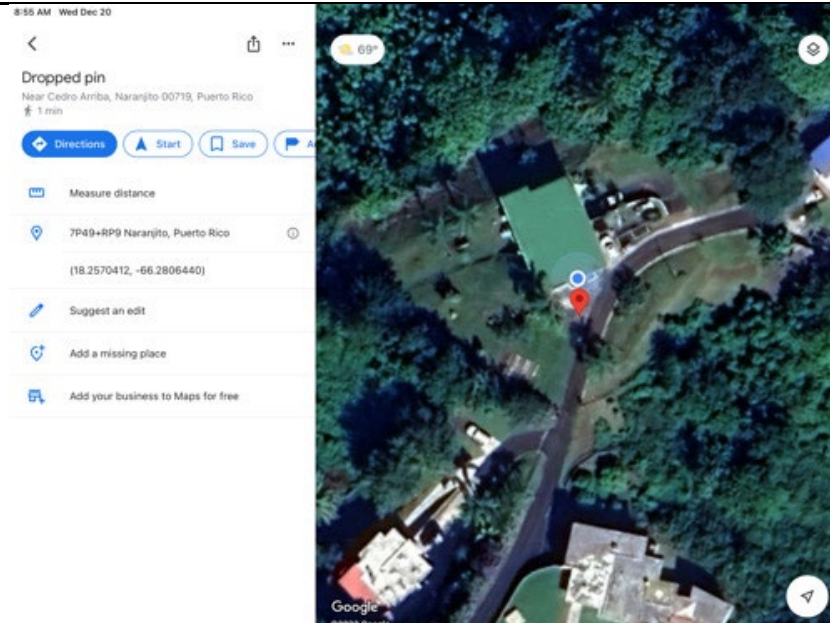 8:55 AM Wed Dec 20
69°
Dropped pin
Near Cedro Arriba, Naranjito 00719, Puerto Rico
1 min
Directions
Start
Save
Measure distance
7P49+RP9 Naranjito, Puerto Rico
(18.2570412, -66.2806440)
Suggest an edit
Add a missing place
Add your business to Maps for free
Google